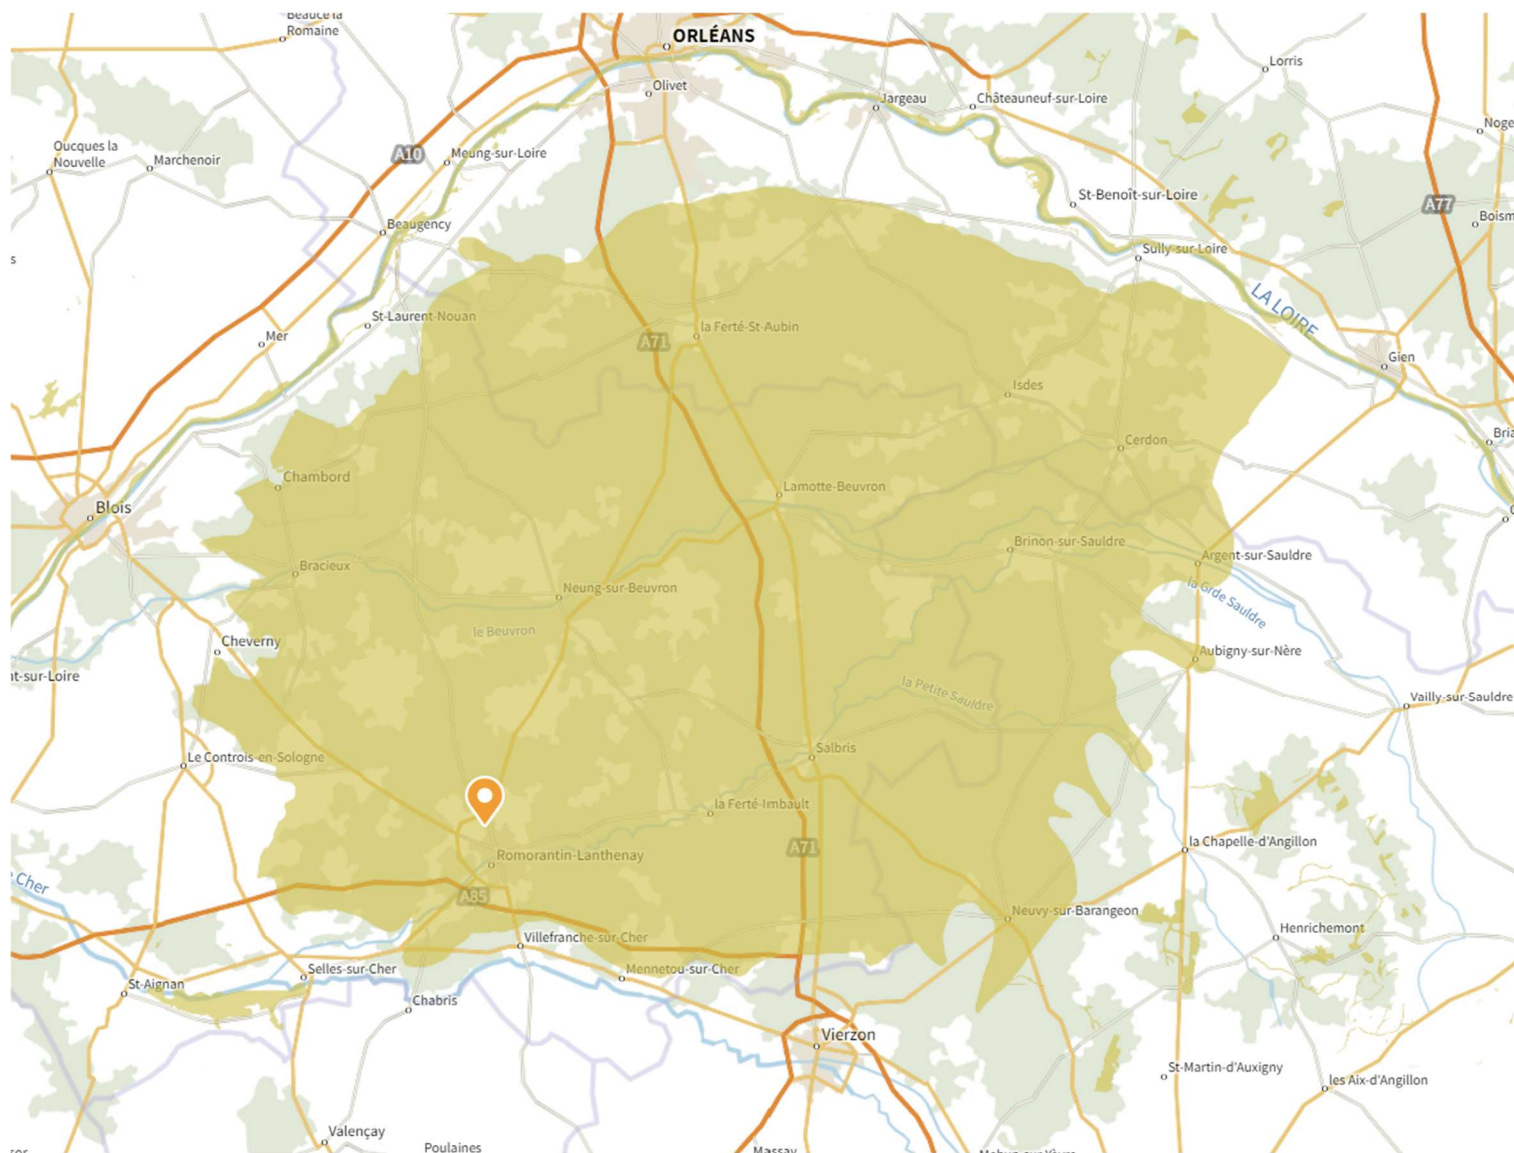 Beauce la
Romaine
ORLÉANS
Lorris
Olivet
Jargeau
Châteauneuf-sur-Loire
Oucques la
Nouvelle
Marchenoir
A10
Meung-sur-Loire
St-Benoît-sur-Loire
A77
Beaugency
Sully-sur-Loire
LA LOIRE
St-Laurent-Nouan
Mer
la Ferté-St-Aubin
A71
Gien
Isdes
Cerdon
Chambord
Lamotte-Beuvron
Blois
Brinon-sur-Sauldre
Argent-sur-Sauldre
Bracieux
Neung-sur-Beuvron
la Grde Sauldre
le Beuvron
Cheverny
Aubigny-sur-Nère
nt-sur-Loire
la Petite Sauldre
Vailly-sur-Sauldre
Le Controis-en-Sologne
Salbris
la Ferté-Imbault
A71
la Chapelle-d'Angillon
Romorantin-Lanthenay
Cher
A85
Neuvy-sur-Barangeon
Henrichemont
Villefranche-sur-Cher
Selles-sur-Cher
Mennetou-sur-Cher
St-Aignan
Chabris
Vierzon
St-Martin-d'Auxigny
les Aix-d'Angillon
Valençay
Poulaines
Massay